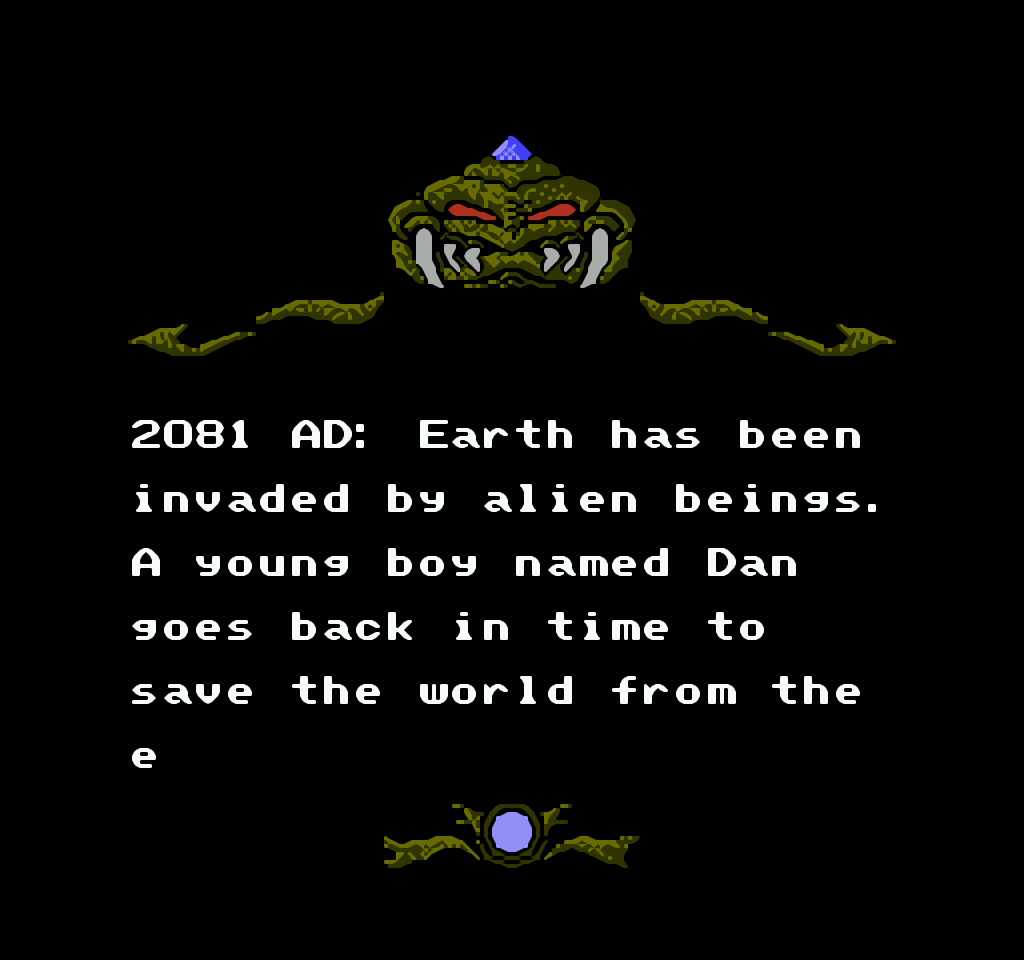 2081 AD: Earth has been
invaded by alien beings.
A young boy named Dan
goes back in time to
save the world from the
e